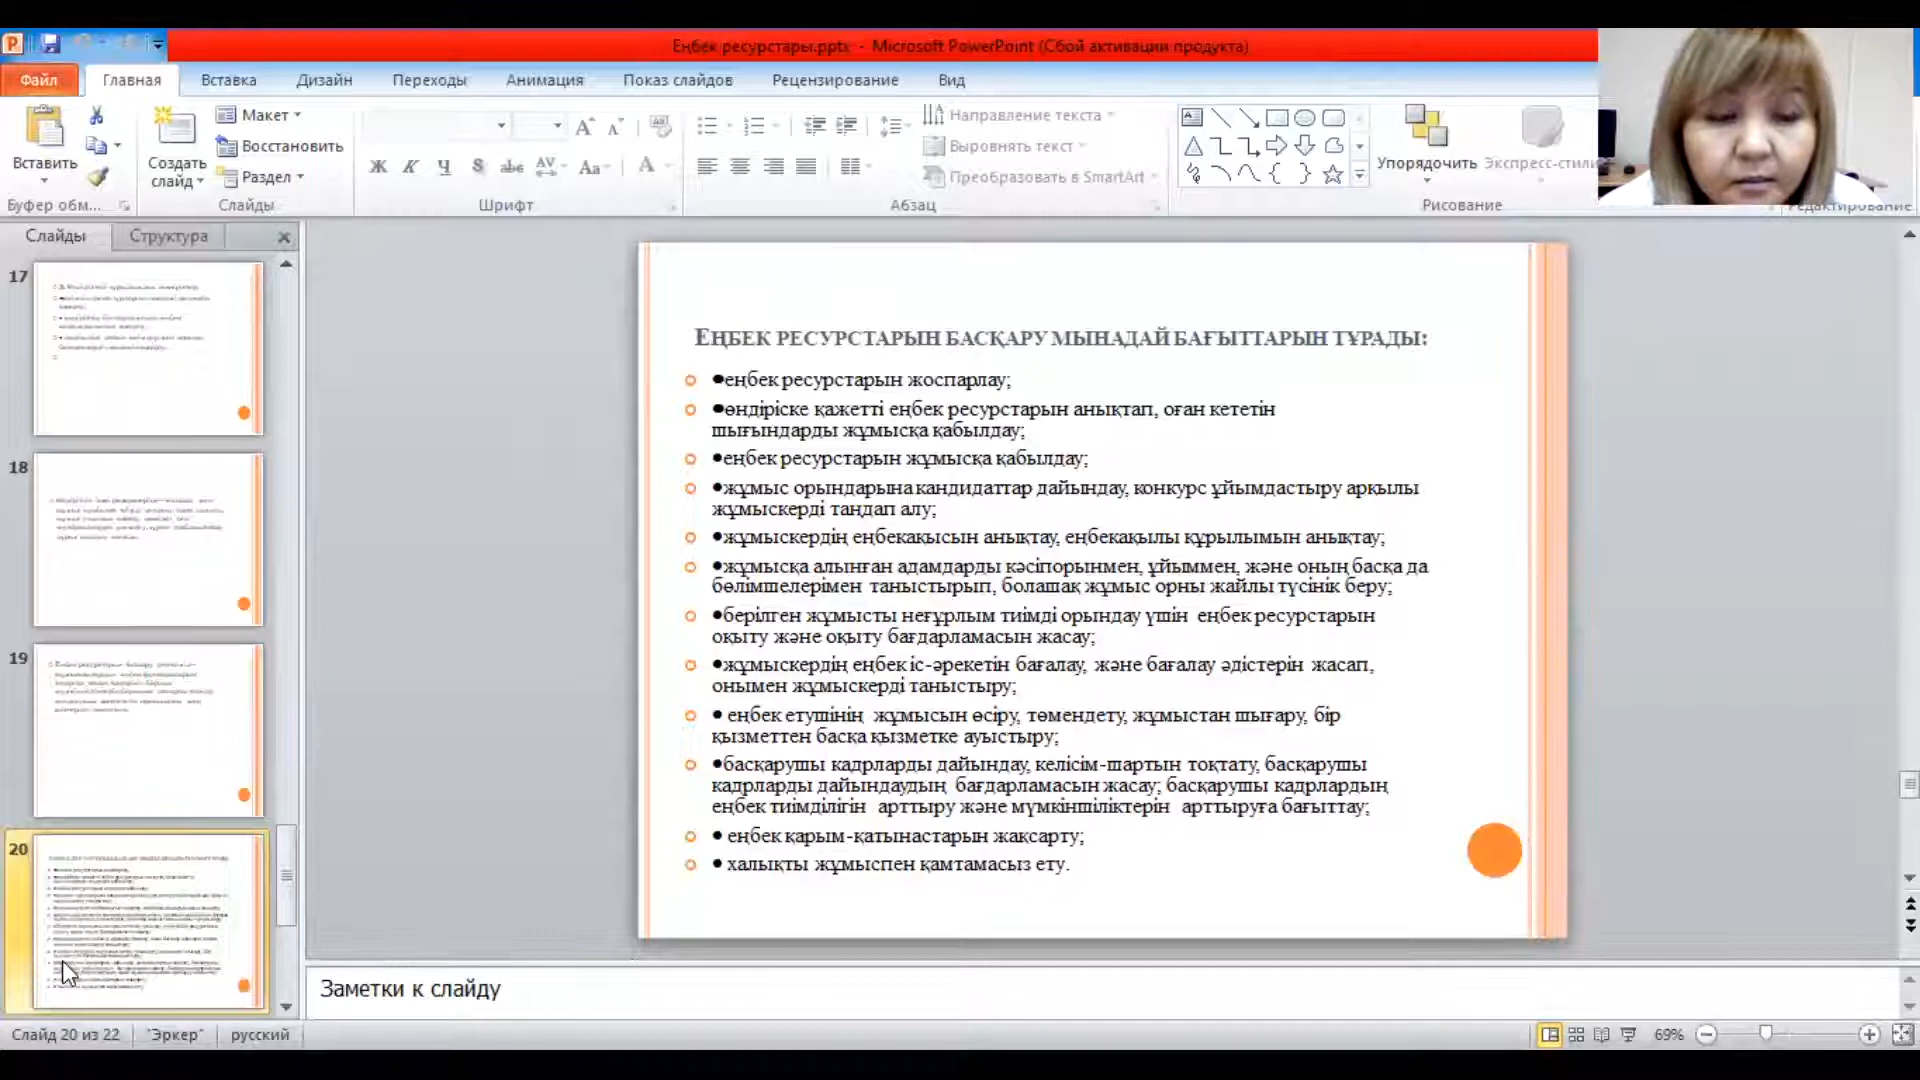 Еңбек ресурстары.pptx - Microsoft PowerPoint (Сбой активации продукта)
Файл Главная Вставка Дизайн Переходы Анимация Показ слайдов Рецензирование Вид
Вставить
Буфер обм...
Создать слайд
Макет
Восстановить
Раздел
Слайды
Ж К Ч S abc AV Aa А
Шрифт
Направление текста
Выровнять текст
Преобразовать в SmartArt
Абзац
Упорядочить
Экспресс-стили
Рисование
Редактирование
Слайды Структура
17
18
19
20
ЕҢБЕК РЕСУРСТАРЫН БАСҚАРУ МЫНАДАЙ БАҒЫТТАРЫН ТҰРАДЫ:
●еңбек ресурстарын жоспарлау;
●өндіріске қажетті еңбек ресурстарын анықтап, оған кететін
шығындарды жұмысқа қабылдау;
●еңбек ресурстарын жұмысқа қабылдау;
●жұмыс орындарына кандидаттар дайындау, конкурс ұйымдастыру арқылы
жұмыскерді таңдап алу;
●жұмыскердің еңбекақысын анықтау, еңбекақылы құрылымын анықтау;
●жұмысқа алынған адамдарды кәсіпорынмен, ұйыммен, және оның басқа да
бөлімшелерімен таныстырып, болашақ жұмыс орны жайлы түсінік беру;
●берілген жұмысты неғұрлым тиімді орындау үшін еңбек ресурстарын
оқыту және оқыту бағдарламасын жасау;
●жұмыскердің еңбек іс-әрекетін бағалау, және бағалау әдістерін жасап,
онымен жұмыскерді таныстыру;
● еңбек етушінің жұмысын өсіру, төмендету, жұмыстан шығару, бір
қызметтен басқа қызметке ауыстыру;
●басқарушы кадрларды дайындау, келісім-шартын тоқтату, басқарушы
кадрларды дайындаудың бағдарламасын жасау; басқарушы кадрлардың
еңбек тиімділігін арттыру және мүмкіншіліктерін арттыруға бағыттау;
● еңбек қарым-қатынастарын жақсарту;
● халықты жұмыспен қамтамасыз ету.
Заметки к слайду
Слайд 20 из 22 "Эркер" русский 69%